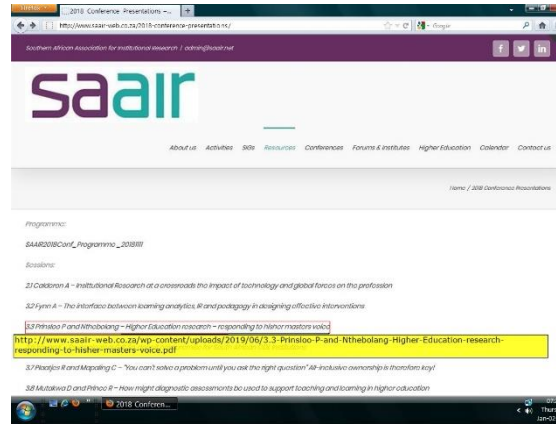 2018 Conference Presentations –...
http://www.saair-web.co.za/2018-conference-presentations/
Google
Southern African Association for Institutional Research | admin@saair.net
saair
About us Activities SIGs Resources Conferences Forums & Institutes Higher Education Calendar Contact us
Home / 2018 Conference Presentations
Programme:
SAAIR2018Conf_Programme _20181111
Sessions:
2.1 Calderon A – Insititutional Research at a crossroads the impact of technology and global forces on the profession
2.2 Fynn A – The interface between learning analytics, IR and pedagogy in designing effective interventions
3.3 Prinsloo P and Nthebolang – Higher Education research – responding to hisher masters voice
http://www.saair-web.co.za/wp-content/uploads/2019/06/3.3-Prinsloo-P-and-Nthebolang-Higher-Education-research-
responding-to-hisher-masters-voice.pdf
3.7 Plaatjies R and Mapaling C – "You can't solve a problem until you ask the right question" All-inclusive ownership is therefore key!
3.8 Mutakwa D and Prince R – How might diagnostic assessments be used to support teaching and learning in higher education
2018 Conferen...
Thurs